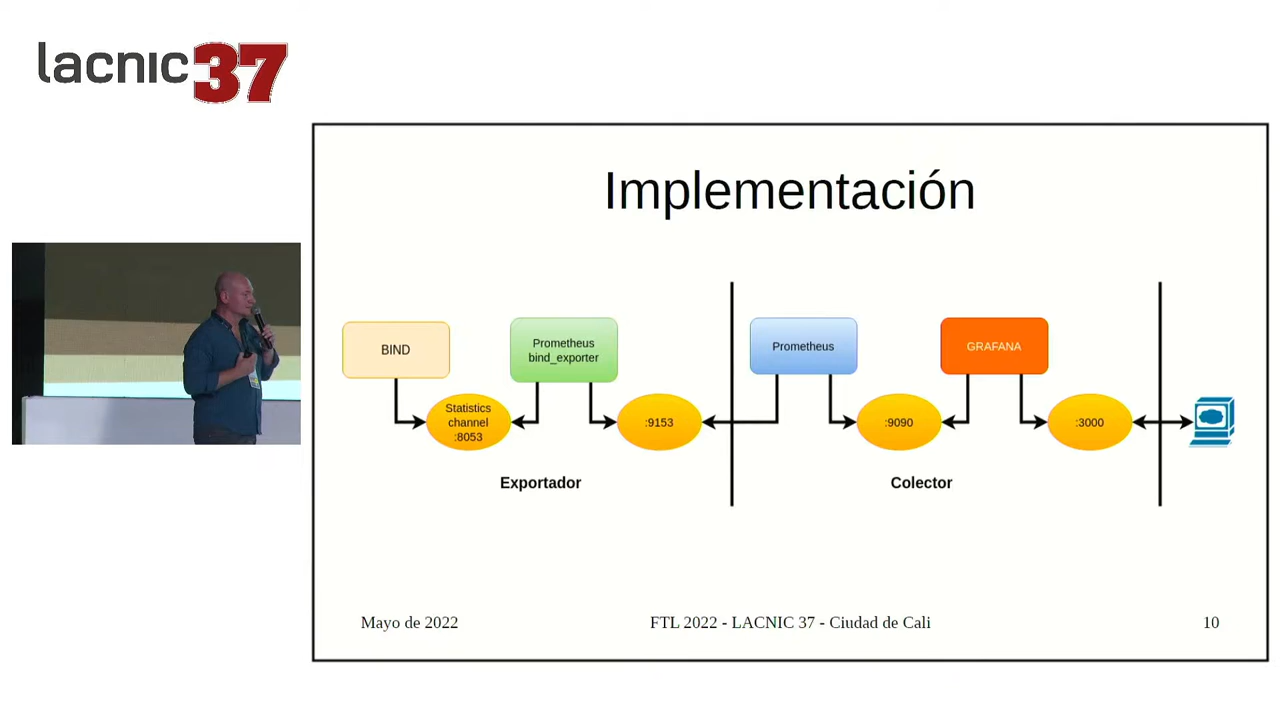 lacnic37
Implementación
BIND
Prometheus
bind_exporter
Prometheus
GRAFANA
Statistics
channel
:8053
:9153
:9090
:3000
Exportador
Colector
Mayo de 2022
FTL 2022 - LACNIC 37 - Ciudad de Cali
10